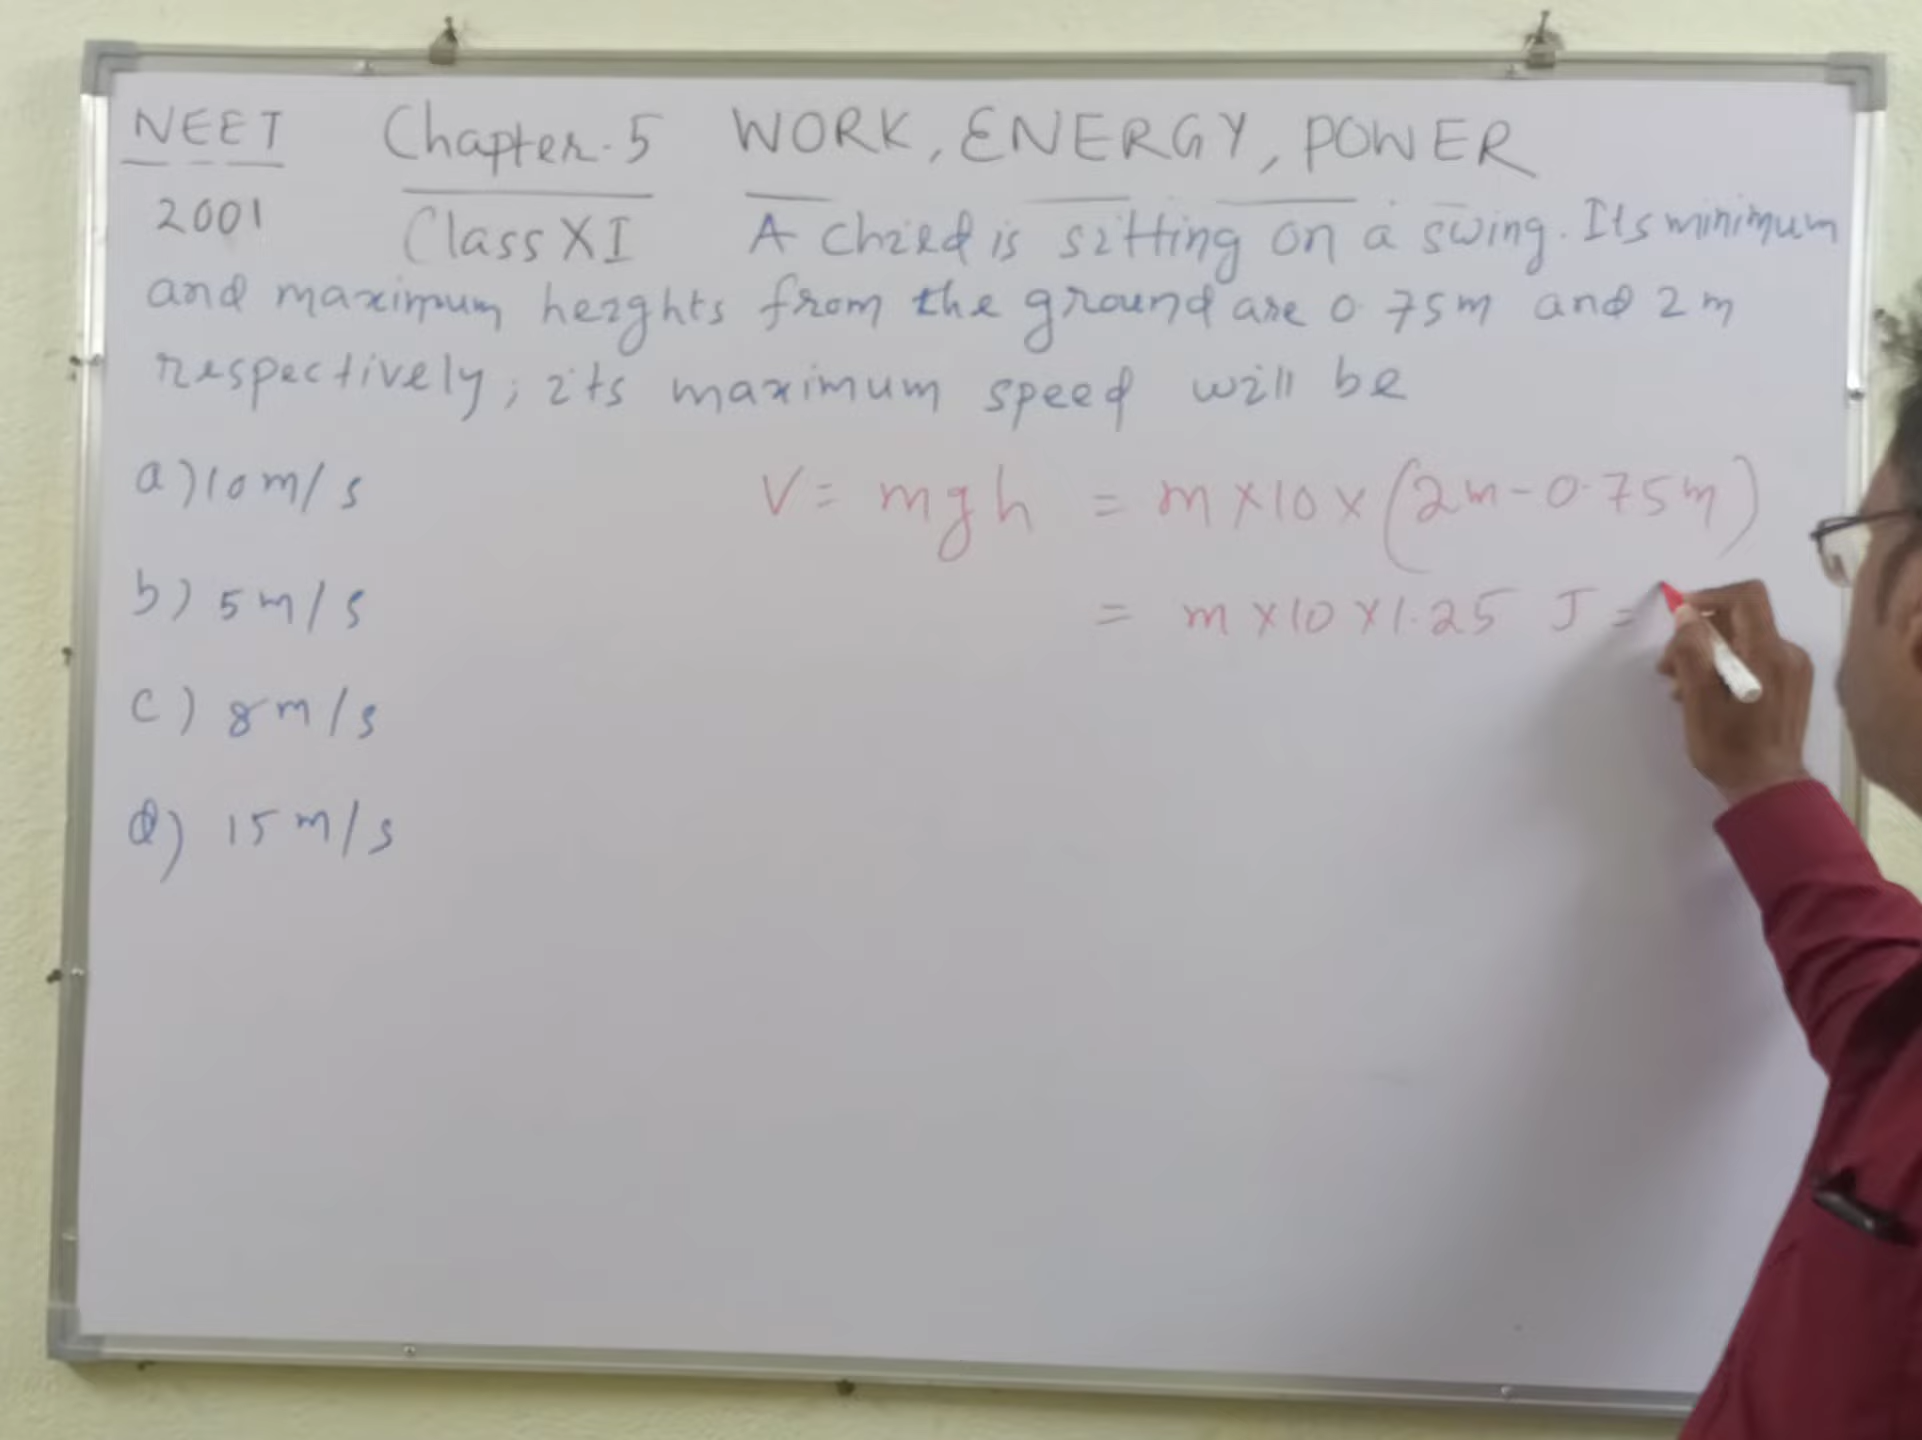 NEET Chapter.5 WORK, ENERGY, POWER
2001 Class XI A child is sitting on a swing. Its minimum
and maximum heights from the ground are 0.75m and 2m
respectively, its maximum speed will be
a) 10 m/s
b) 5 m/s
c) 8 m/s
d) 15 m/s
V = mgh = m × 10 × (2m - 0.75m)
= m × 10 × 1.25 J =